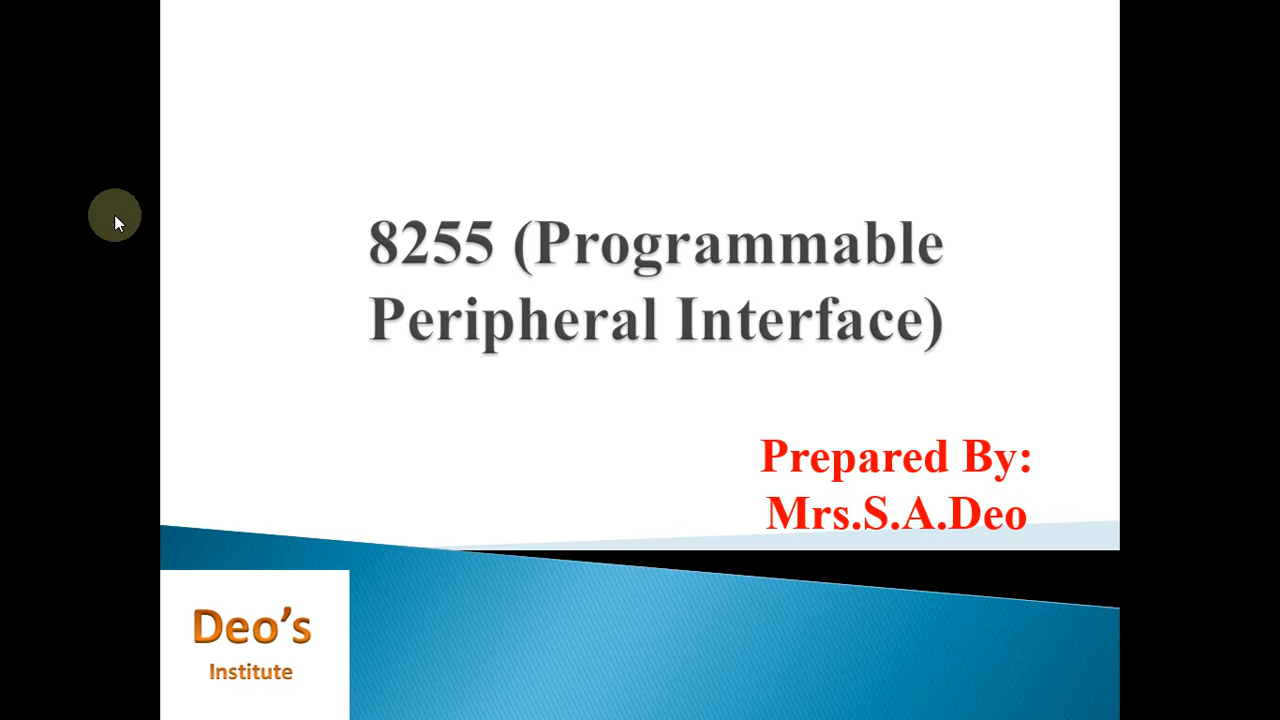 8255 (Programmable
Peripheral Interface)
Prepared By:
Mrs.S.A.Deo
Deo’s
Institute